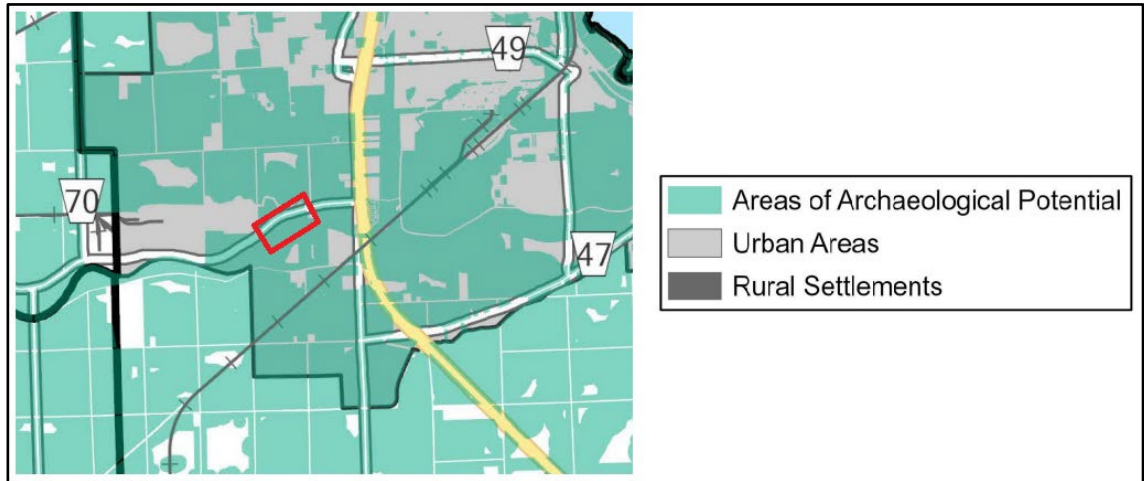 49
70
47
Areas of Archaeological Potential
Urban Areas
Rural Settlements